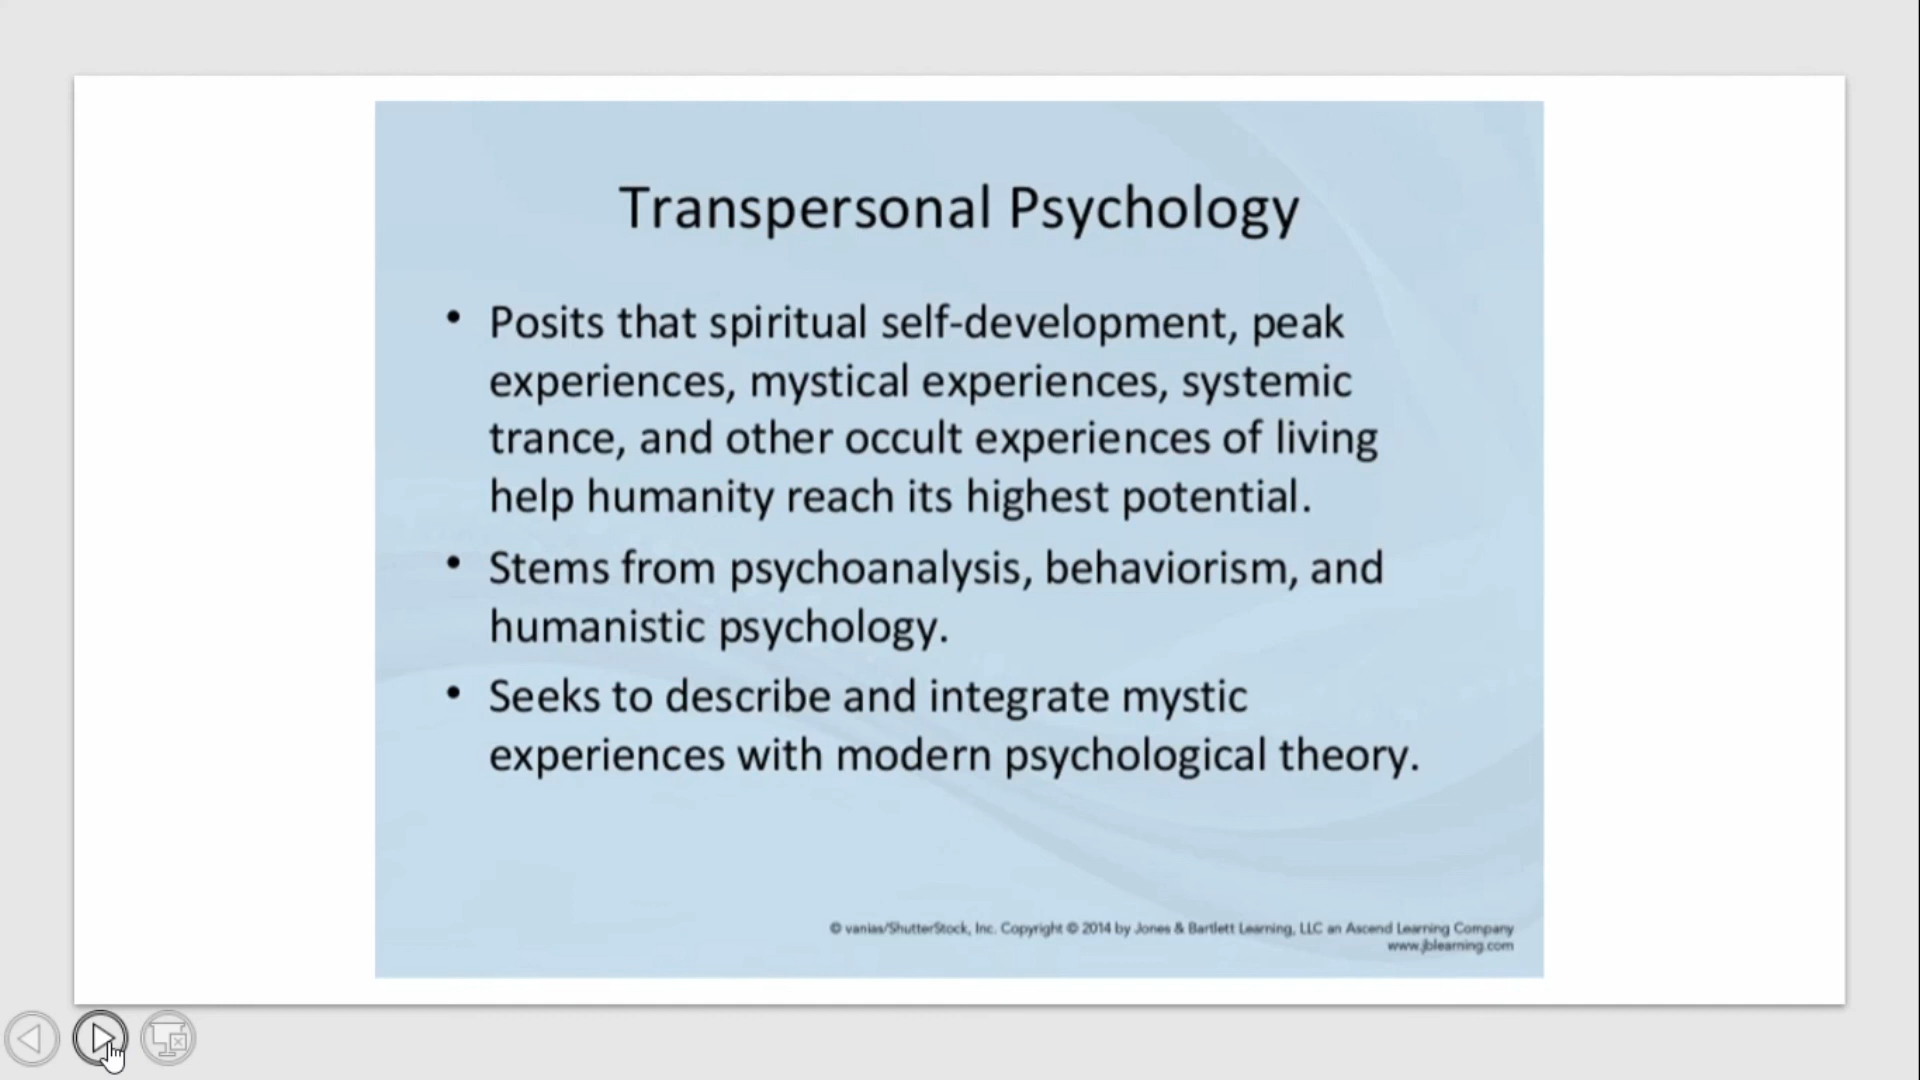 Transpersonal Psychology
• Posits that spiritual self-development, peak
experiences, mystical experiences, systemic
trance, and other occult experiences of living
help humanity reach its highest potential.
• Stems from psychoanalysis, behaviorism, and
humanistic psychology.
• Seeks to describe and integrate mystic
experiences with modern psychological theory.
© vanias/ShutterStock, Inc. Copyright © 2014 by Jones & Bartlett Learning, LLC an Ascend Learning Company
www.jblearning.com